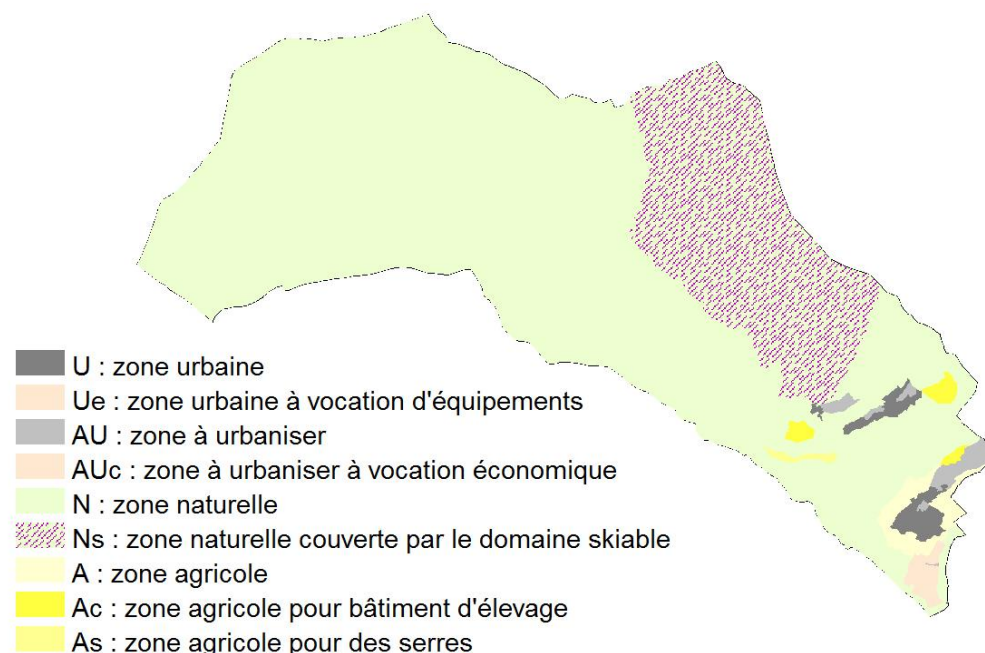 U : zone urbaine
Ue : zone urbaine à vocation d'équipements
AU : zone à urbaniser
AUc : zone à urbaniser à vocation économique
N : zone naturelle
Ns : zone naturelle couverte par le domaine skiable
A : zone agricole
Ac : zone agricole pour bâtiment d'élevage
As : zone agricole pour des serres